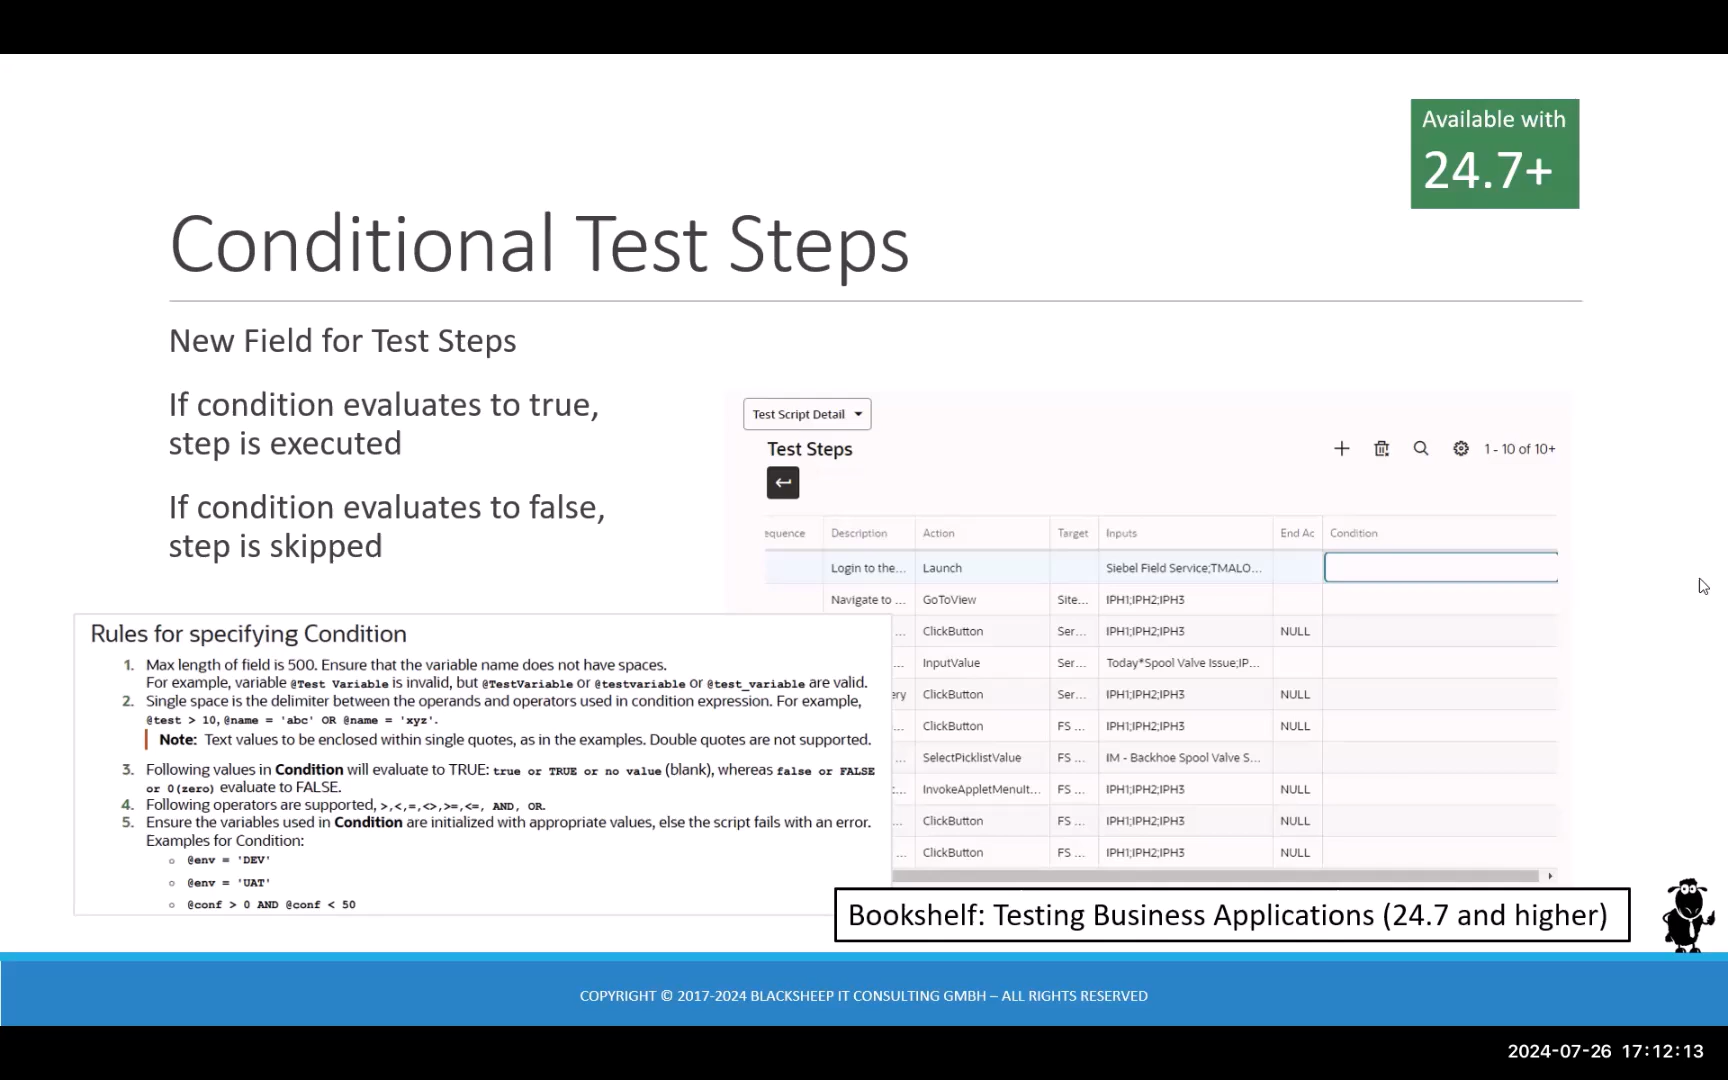 Available with
24.7+
Conditional Test Steps
New Field for Test Steps
If condition evaluates to true,
step is executed
If condition evaluates to false,
step is skipped
Test Script Detail
Test Steps
1 - 10 of 10+
equence Description Action Target Inputs End Ac Condition
Login to the... Launch Siebel Field Service;TMALO...
Navigate to ... GoToView Site... IPH1;IPH2;IPH3
... ClickButton Ser... IPH1;IPH2;IPH3 NULL
... InputValue Ser... Today*Spool Valve Issue;IP...
ery ClickButton Ser... IPH1;IPH2;IPH3 NULL
... ClickButton FS ... IPH1;IPH2;IPH3 NULL
... SelectPicklistValue FS ... IM - Backhoe Spool Valve S...
:... InvokeAppletMenuIt... FS ... IPH1;IPH2;IPH3 NULL
... ClickButton FS ... IPH1;IPH2;IPH3 NULL
... ClickButton FS ... IPH1;IPH2;IPH3 NULL
Rules for specifying Condition
1. Max length of field is 500. Ensure that the variable name does not have spaces.
For example, variable @Test Variable is invalid, but @TestVariable or @testvariable or @test_variable are valid.
2. Single space is the delimiter between the operands and operators used in condition expression. For example,
@test > 10, @name = 'abc' OR @name = 'xyz'.
Note: Text values to be enclosed within single quotes, as in the examples. Double quotes are not supported.
3. Following values in Condition will evaluate to TRUE: true or TRUE or no value (blank), whereas false or FALSE
or 0(zero) evaluate to FALSE.
4. Following operators are supported, >,<,=,<>,>=,<=, AND, OR.
5. Ensure the variables used in Condition are initialized with appropriate values, else the script fails with an error.
Examples for Condition:
○ @env = 'DEV'
○ @env = 'UAT'
○ @conf > 0 AND @conf < 50
Bookshelf: Testing Business Applications (24.7 and higher)
COPYRIGHT © 2017-2024 BLACKSHEEP IT CONSULTING GMBH – ALL RIGHTS RESERVED
2024-07-26 17:12:13